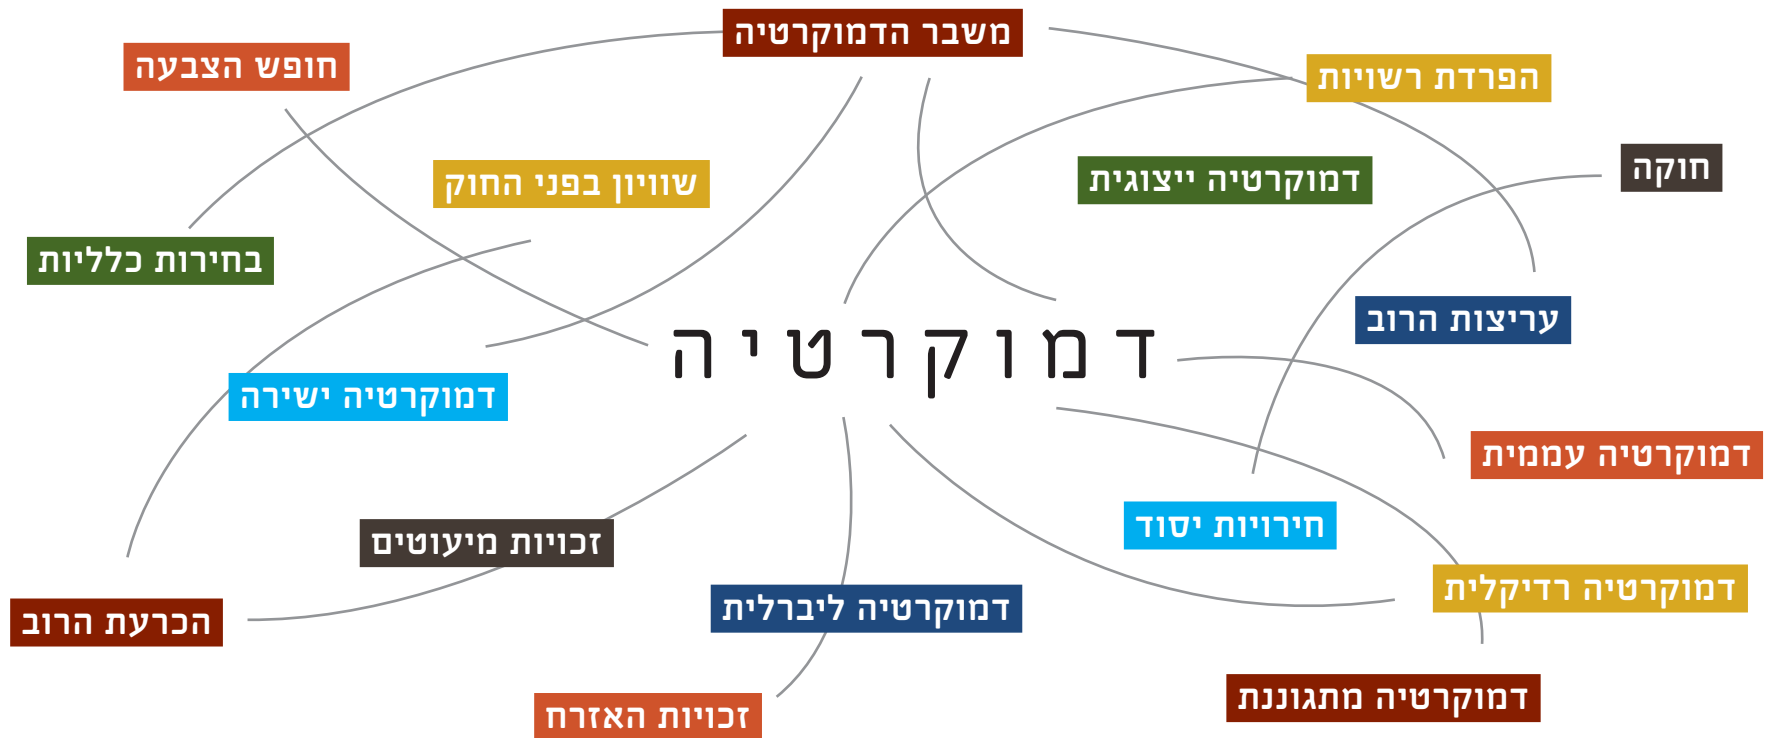 משבר הדמוקרטיה
חופש הצבעה
הפרדת רשויות
חוקה
דמוקרטיה ייצוגית
שוויון בפני החוק
בחירות כלליות
עריצות הרוב
דמוקרטיה
דמוקרטיה ישירה
דמוקרטיה עממית
חירויות יסוד
זכויות מיעוטים
דמוקרטיה רדיקלית
דמוקרטיה ליברלית
הכרעת הרוב
דמוקרטיה מתגוננת
זכויות האזרח